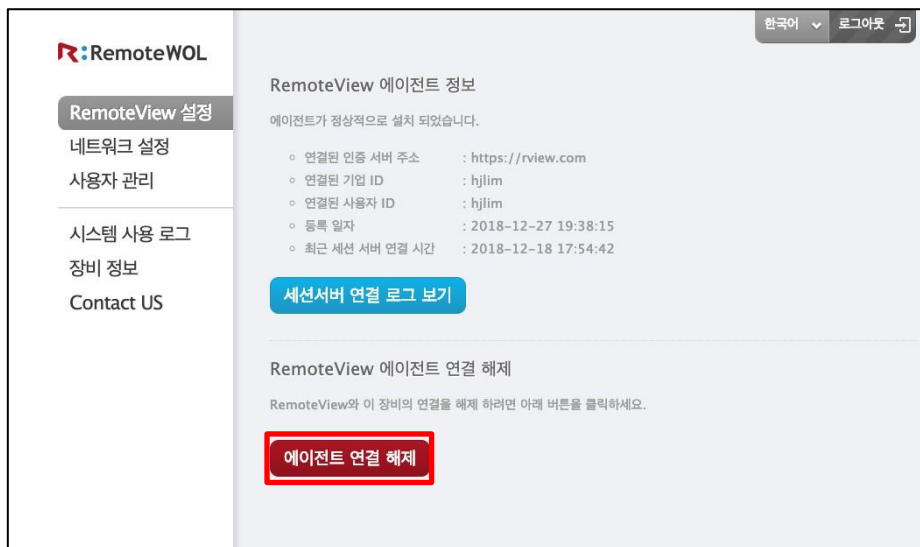 한국어
로그아웃
R:RemoteWOL
RemoteView 설정
네트워크 설정
사용자 관리
시스템 사용 로그
장비 정보
Contact US
RemoteView 에이전트 정보
에이전트가 정상적으로 설치 되었습니다.
연결된 인증 서버 주소 : https://rview.com
연결된 기업 ID : hjlim
연결된 사용자 ID : hjlim
등록 일자 : 2018-12-27 19:38:15
최근 세션 서버 연결 시간 : 2018-12-18 17:54:42
세션서버 연결 로그 보기
RemoteView 에이전트 연결 해제
RemoteView와 이 장비의 연결을 해제 하려면 아래 버튼을 클릭하세요.
에이전트 연결 해제